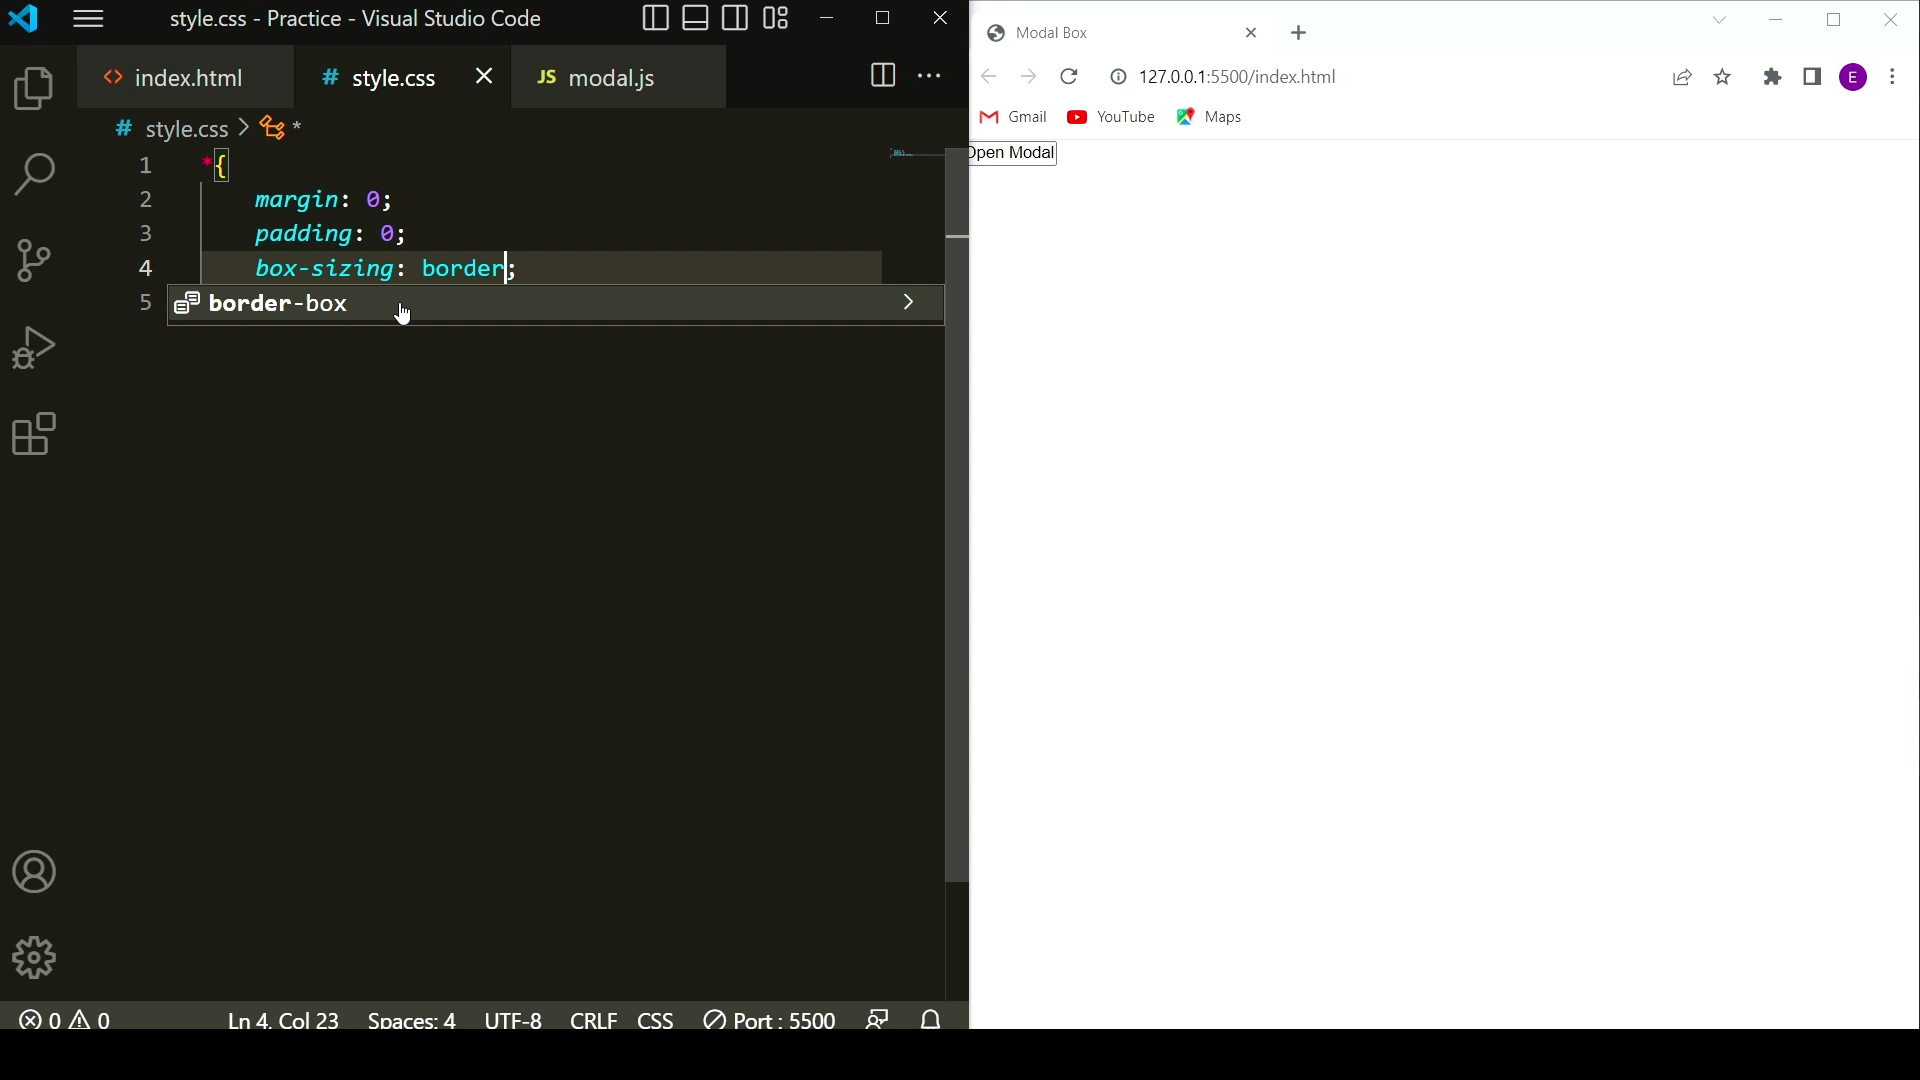 style.css - Practice - Visual Studio Code
index.html
# style.css
JS modal.js
# style.css > *
1 *{
2 margin: 0;
3 padding: 0;
4 box-sizing: border;
5
border-box
0 0 Ln 4, Col 23 Spaces: 4 UTF-8 CRLF CSS Port : 5500
Modal Box
127.0.0.1:5500/index.html
E
Gmail YouTube Maps
Open Modal